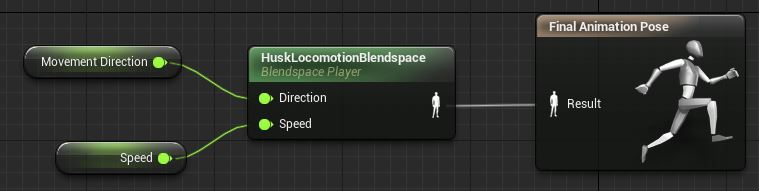 Final Animation Pose
Movement Direction
HuskLocomotionBlendspace
Blendspace Player
Direction
Result
Speed
Speed